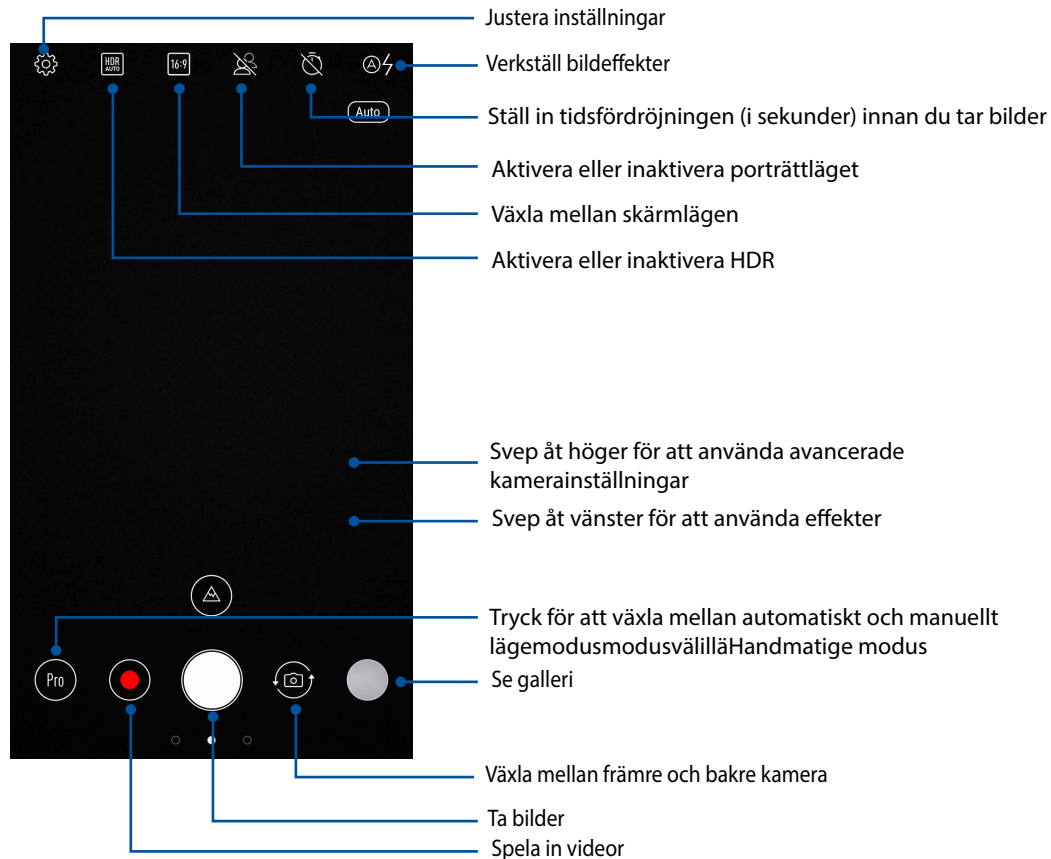 Justera inställningar
HDR
AUTO
16:9
A
Verkställ bildeffekter
Auto
Ställ in tidsfördröjningen (i sekunder) innan du tar bilder
Aktivera eller inaktivera porträttläget
Växla mellan skärmlägen
Aktivera eller inaktivera HDR
Svep åt höger för att använda avancerade
kamerainställningar
Svep åt vänster för att använda effekter
Tryck för att växla mellan automatiskt och manuellt
lägemodusmodusvälilläHandmatige modus
Pro
Se galleri
Växla mellan främre och bakre kamera
Ta bilder
Spela in videor